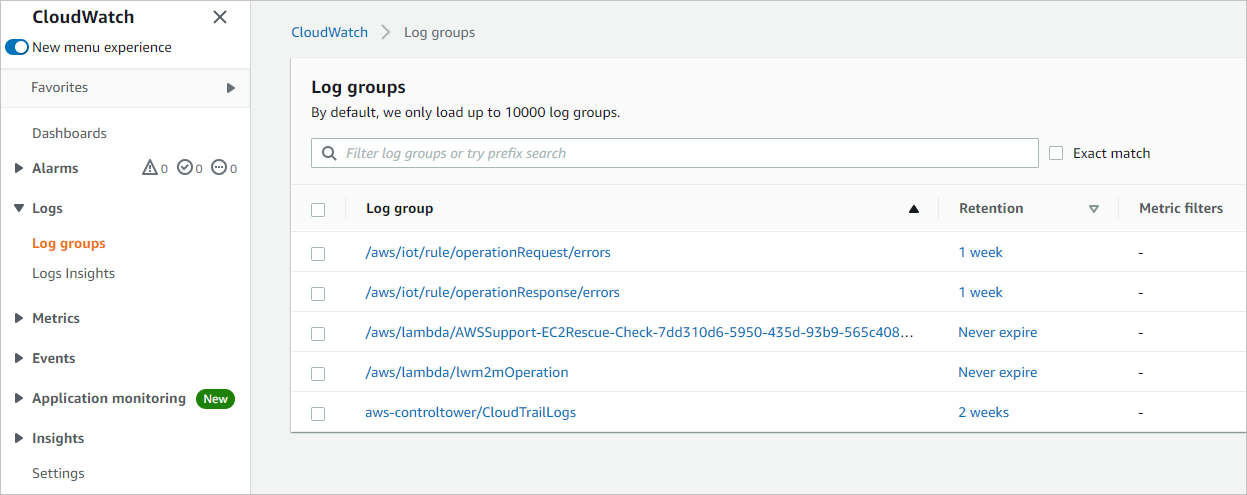 CloudWatch
New menu experience
Favorites
Dashboards
Alarms 0 0 0
Logs
Log groups
Logs Insights
Metrics
Events
Application monitoring New
Insights
Settings
CloudWatch Log groups
Log groups
By default, we only load up to 10000 log groups.
Filter log groups or try prefix search Exact match
Log group Retention Metric filters
/aws/iot/rule/operationRequest/errors 1 week -
/aws/iot/rule/operationResponse/errors 1 week -
/aws/lambda/AWSSupport-EC2Rescue-Check-7dd310d6-5950-435d-93b9-565c408... Never expire -
/aws/lambda/lwm2mOperation Never expire -
aws-controltower/CloudTrailLogs 2 weeks -